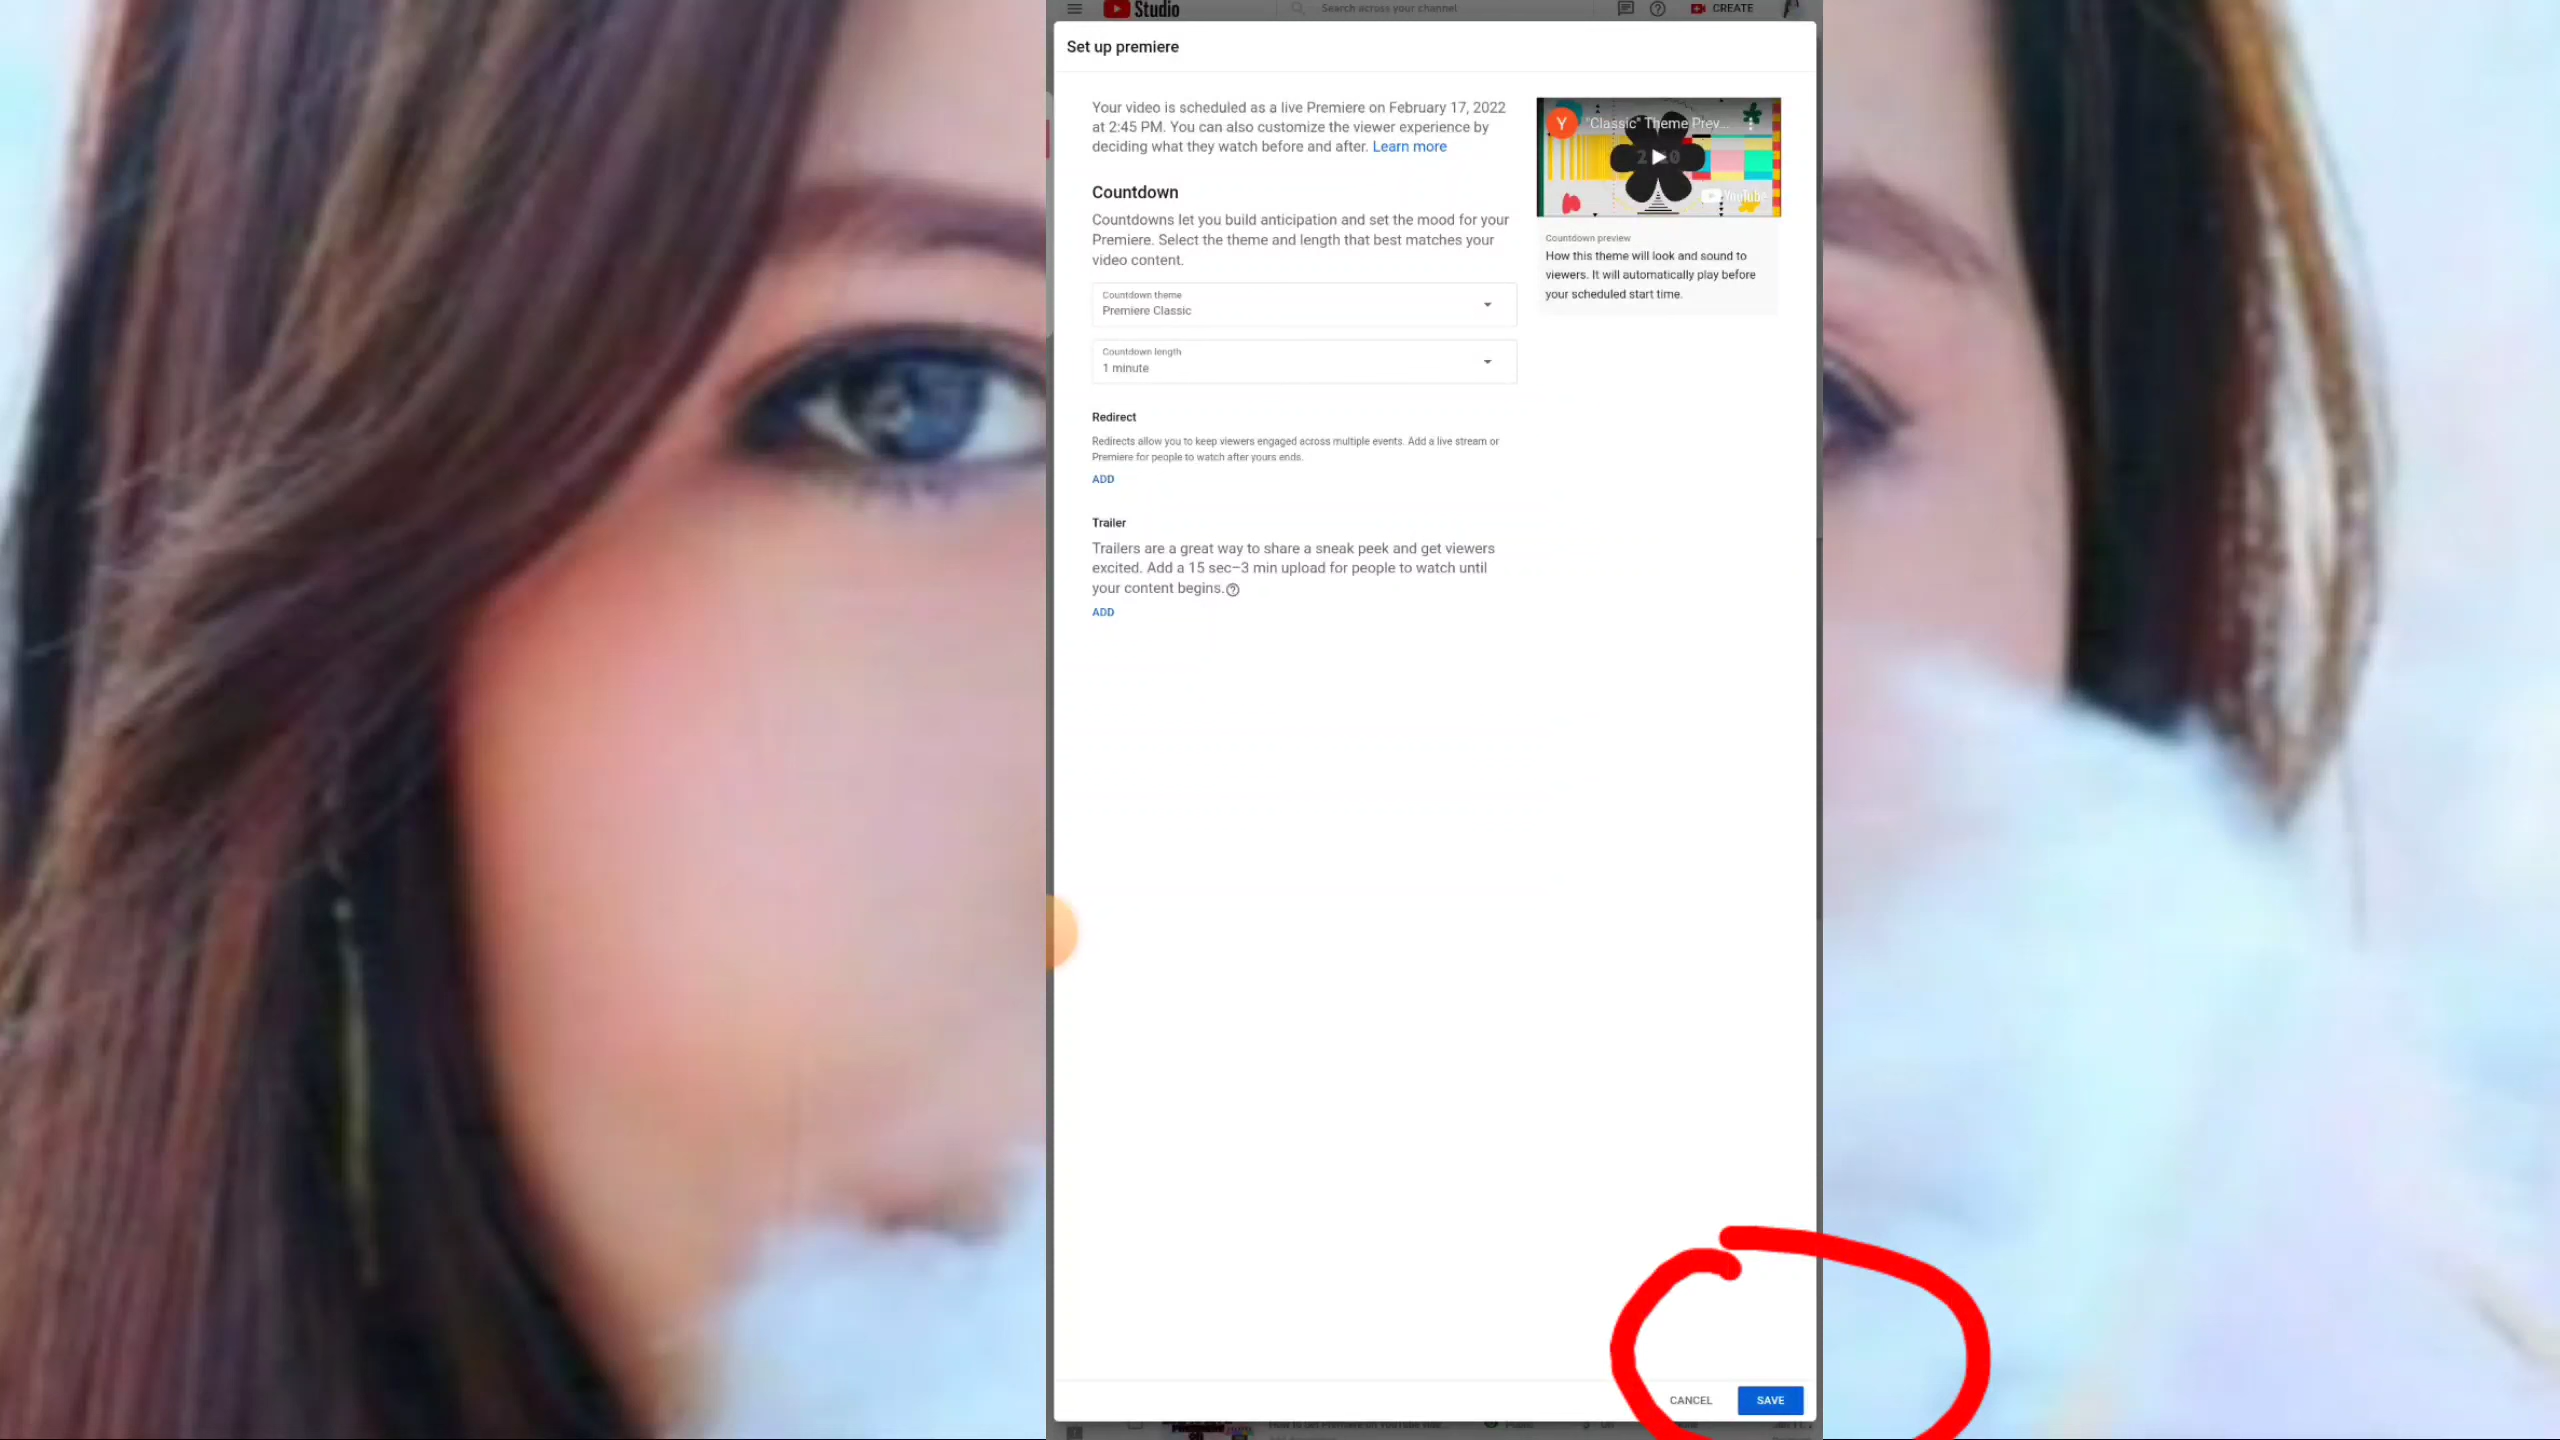 Studio
Search across your channel
CREATE
Set up premiere
Your video is scheduled as a live Premiere on February 17, 2022
at 2:45 PM. You can also customize the viewer experience by
deciding what they watch before and after. Learn more
Y
"Classic" Theme Prev...
YouTube
Countdown
Countdowns let you build anticipation and set the mood for your
Premiere. Select the theme and length that best matches your
video content.
Countdown preview
How this theme will look and sound to
viewers. It will automatically play before
your scheduled start time.
Countdown theme
Premiere Classic
Countdown length
1 minute
Redirect
Redirects allow you to keep viewers engaged across multiple events. Add a live stream or
Premiere for people to watch after yours ends.
ADD
Trailer
Trailers are a great way to share a sneak peek and get viewers
excited. Add a 15 sec–3 min upload for people to watch until
your content begins.
ADD
CANCEL
SAVE